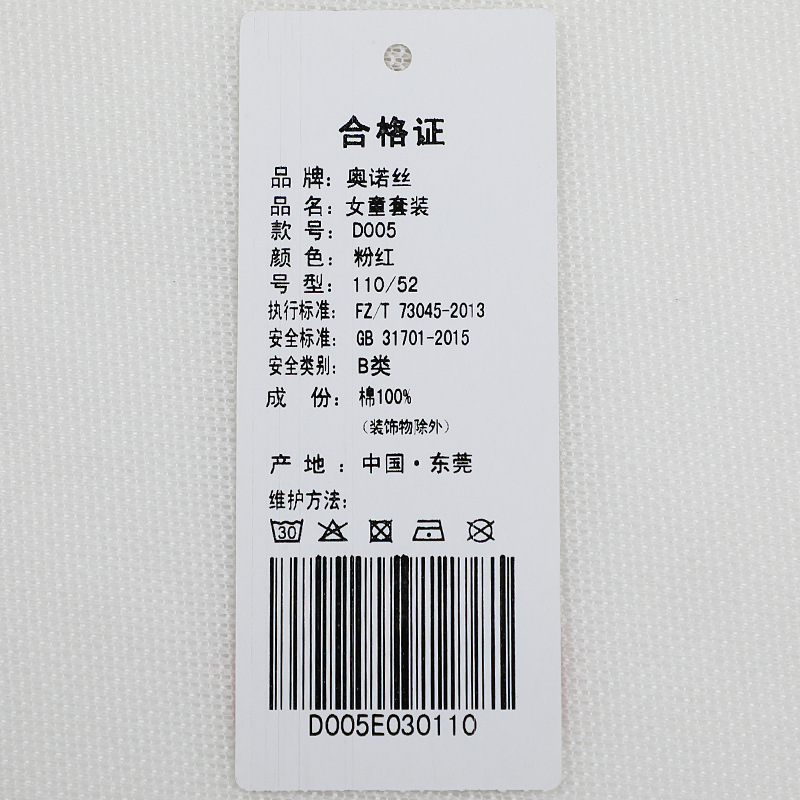 合格证
品 牌：奥诺丝
品 名：女童套装
款 号：D005
颜 色：粉红
号 型：110/52
执行标准：FZ/T 73045-2013
安全标准：GB 31701-2015
安全类别：B类
成 份：棉100%
（装饰物除外）
产 地 ：中国·东莞
维护方法：
30
D005E030110